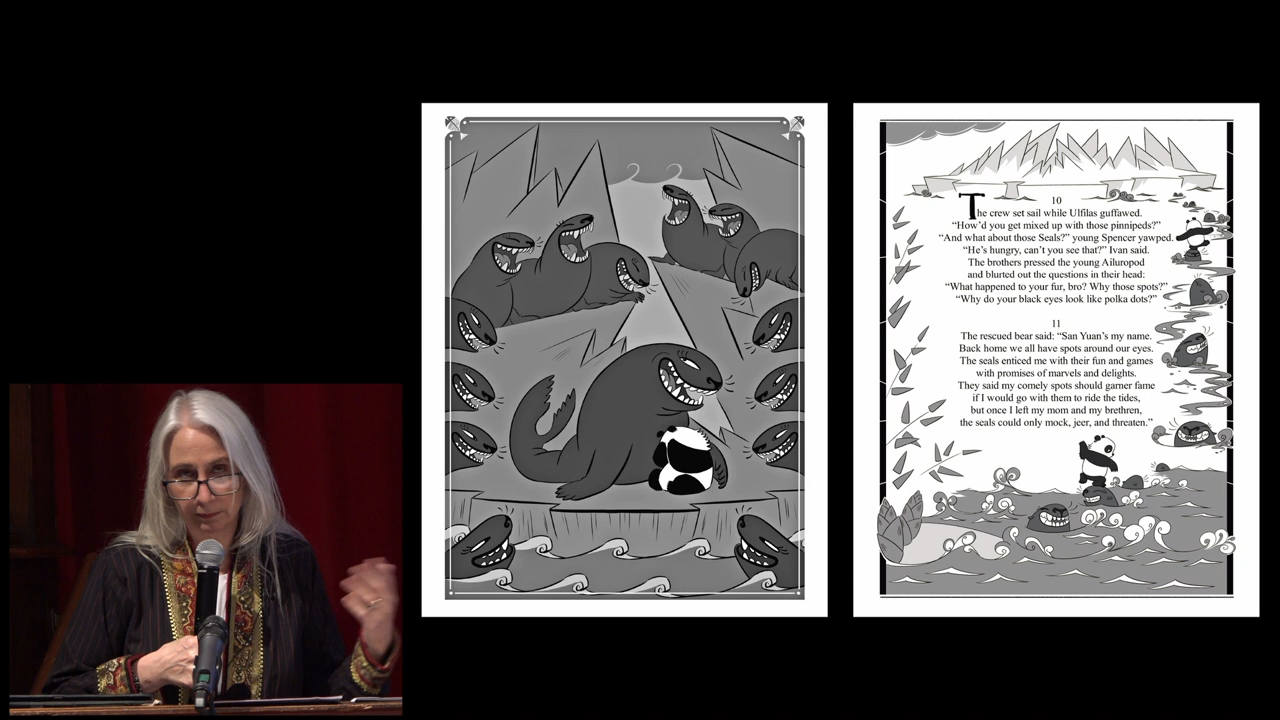 10
The crew set sail while Ulfilas guffawed.
“How’d you get mixed up with those pinnipeds?”
“And what about those Seals?” young Spencer yawped.
“He’s hungry, can’t you see that?” Ivan said.
The brothers pressed the young Ailuropod
and blurted out the questions in their head:
“What happened to your fur, bro? Why those spots?”
“Why do your black eyes look like polka dots?”
11
The rescued bear said: “San Yuan’s my name.
Back home we all have spots around our eyes.
The seals enticed me with their fun and games
with promises of marvels and delights.
They said my comely spots should garner fame
if I would go with them to ride the tides,
but once I left my mom and my brethren,
the seals could only mock, jeer, and threaten.”